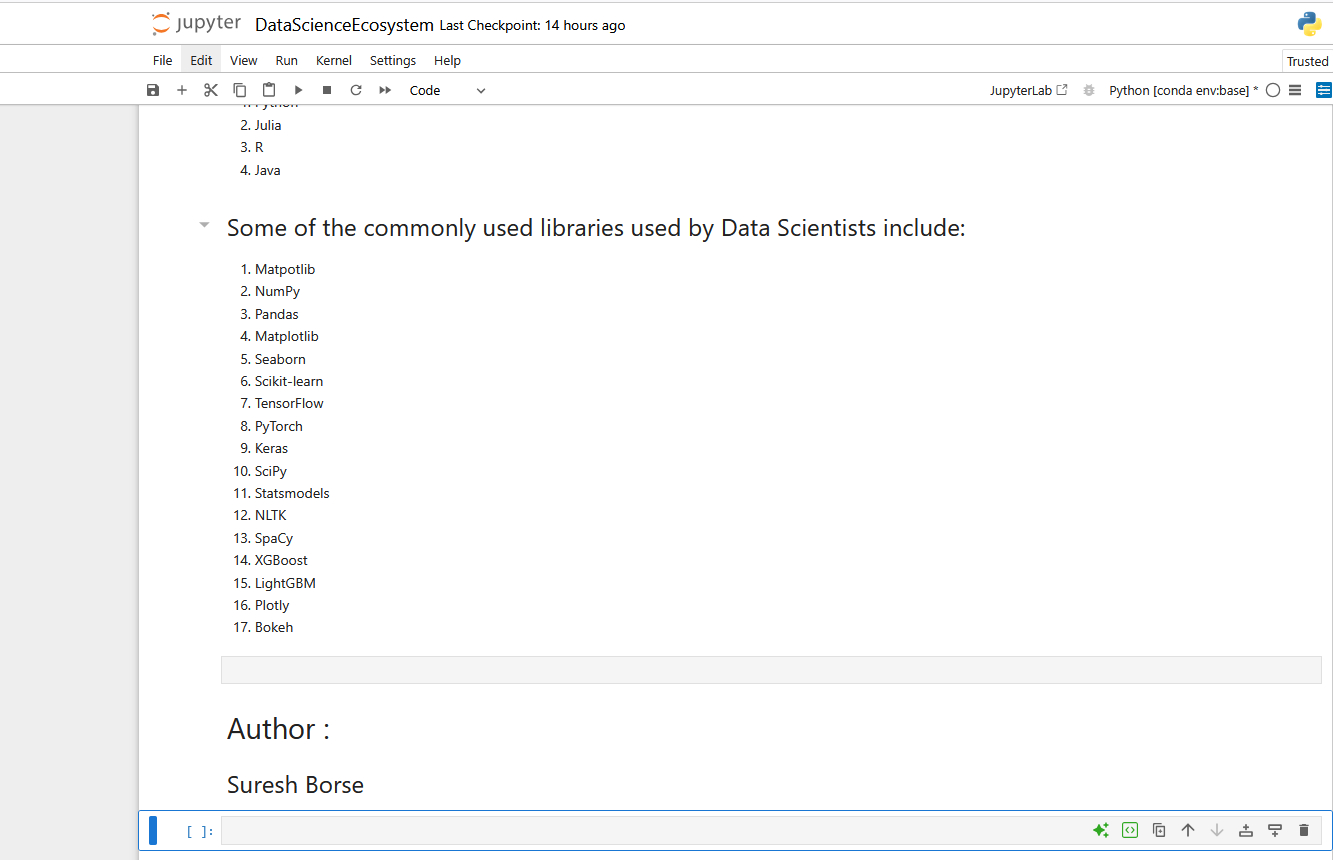 jupyter DataScienceEcosystem Last Checkpoint: 14 hours ago
File Edit View Run Kernel Settings Help
Trusted
Code
JupyterLab Python [conda env:base] *
1. Python
2. Julia
3. R
4. Java
Some of the commonly used libraries used by Data Scientists include:
1. Matpotlib
2. NumPy
3. Pandas
4. Matplotlib
5. Seaborn
6. Scikit-learn
7. TensorFlow
8. PyTorch
9. Keras
10. SciPy
11. Statsmodels
12. NLTK
13. SpaCy
14. XGBoost
15. LightGBM
16. Plotly
17. Bokeh
Author :
Suresh Borse
[ ]: